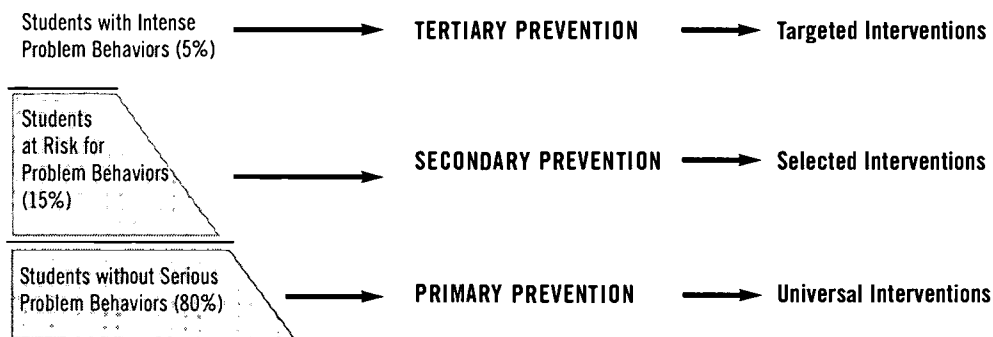 Students with Intense
Problem Behaviors (5%)
TERTIARY PREVENTION
Targeted Interventions
Students
at Risk for
Problem Behaviors
(15%)
SECONDARY PREVENTION
Selected Interventions
Students without Serious
Problem Behaviors (80%)
PRIMARY PREVENTION
Universal Interventions